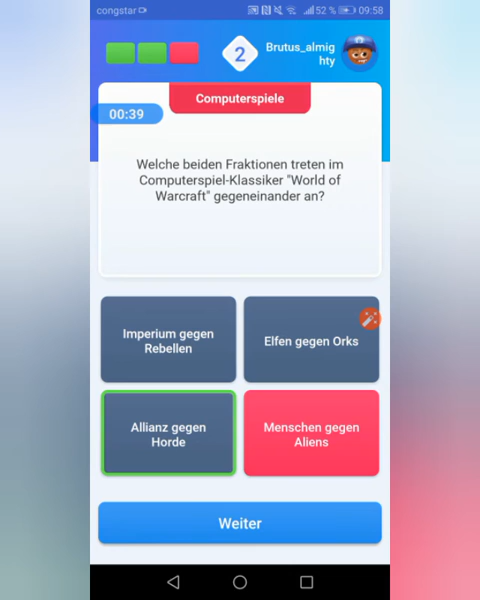 congstar
52 %
09:58
2
Brutus_almig
hty
Computerspiele
00:39
Welche beiden Fraktionen treten im
Computerspiel-Klassiker "World of
Warcraft" gegeneinander an?
Imperium gegen
Rebellen
Elfen gegen Orks
Allianz gegen
Horde
Menschen gegen
Aliens
Weiter